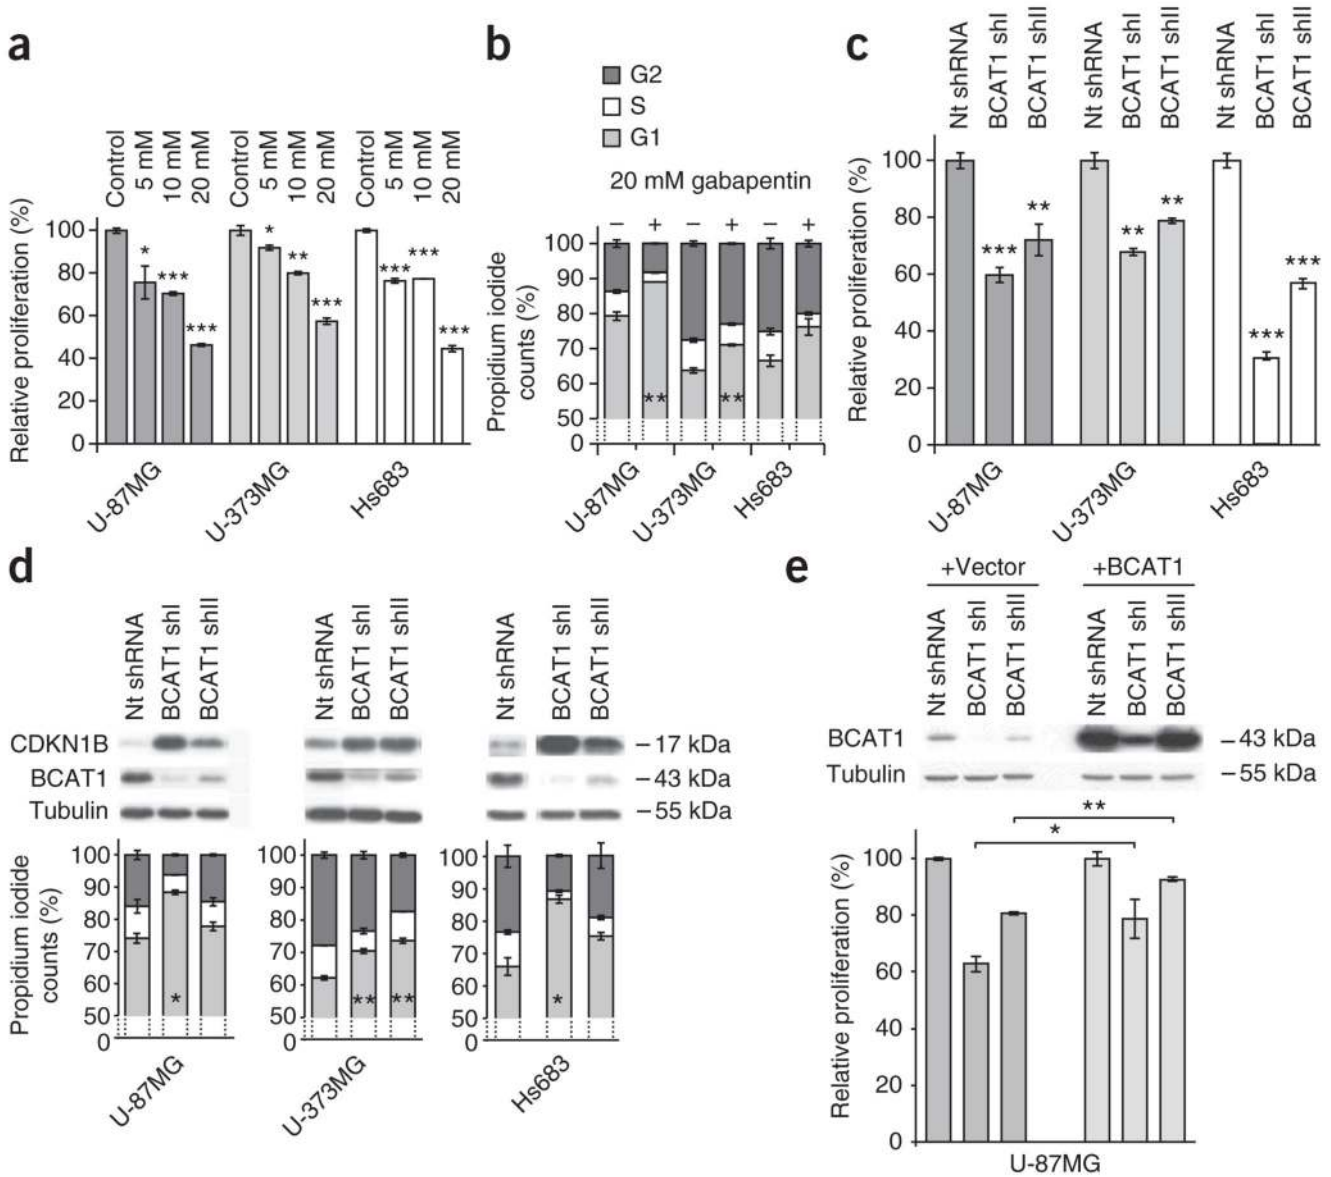 a
Control
5 mM
10 mM
20 mM
Control
5 mM
10 mM
20 mM
Control
5 mM
10 mM
20 mM
Relative proliferation (%)
100
80
60
40
20
0
* *** ***
* ** ***
*** *** ***
U-87MG
U-373MG
Hs683
b
G2
S
G1
20 mM gabapentin
– + – + – +
Propidium iodide
counts (%)
100
90
80
70
60
50
0
** **
U-87MG
U-373MG
Hs683
c
Nt shRNA
BCAT1 shI
BCAT1 shII
Nt shRNA
BCAT1 shI
BCAT1 shII
Nt shRNA
BCAT1 shI
BCAT1 shII
Relative proliferation (%)
100
80
60
40
20
0
*** **
** **
*** ***
U-87MG
U-373MG
Hs683
d
Nt shRNA
BCAT1 shI
BCAT1 shII
Nt shRNA
BCAT1 shI
BCAT1 shII
Nt shRNA
BCAT1 shI
BCAT1 shII
CDKN1B
–17 kDa
BCAT1
–43 kDa
Tubulin
–55 kDa
Propidium iodide
counts (%)
100
90
80
70
60
50
0
*
U-87MG
100
90
80
70
60
50
0
** **
U-373MG
100
90
80
70
60
50
0
*
Hs683
e
+Vector
+BCAT1
Nt shRNA
BCAT1 shI
BCAT1 shII
Nt shRNA
BCAT1 shI
BCAT1 shII
BCAT1
–43 kDa
Tubulin
–55 kDa
**
*
Relative proliferation (%)
100
80
60
40
20
0
U-87MG